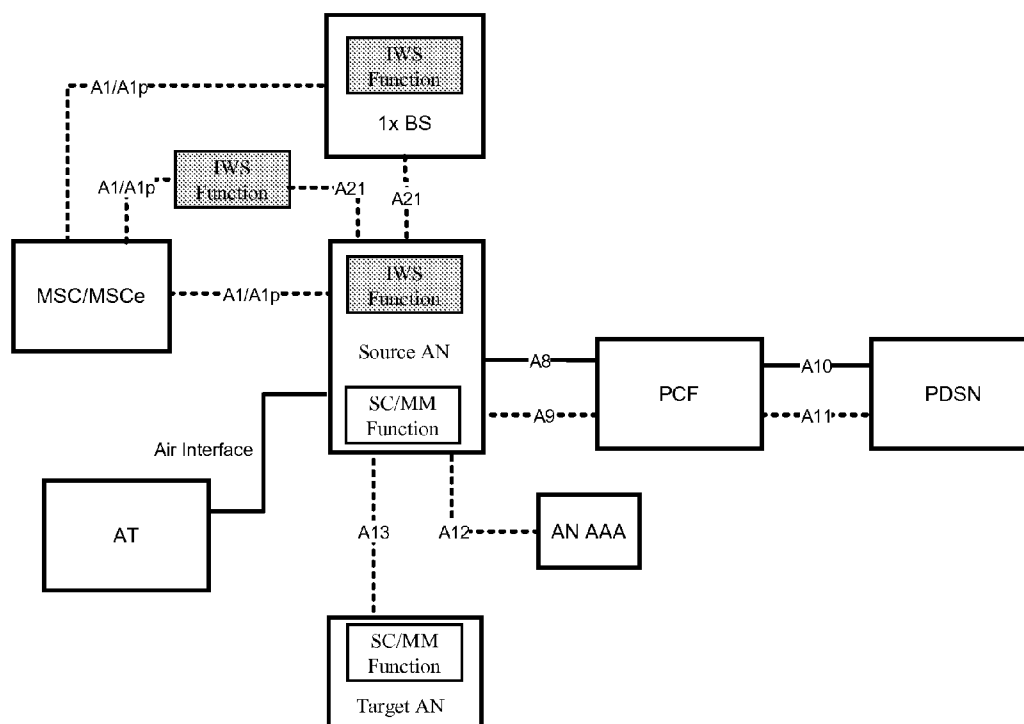 IWS
Function
1x BS
A1/A1p
IWS
Function
A1/A1p
A21
A21
MSC/MSCe
A1/A1p
IWS
Function
Source AN
SC/MM
Function
A8
A9
PCF
A10
A11
PDSN
Air Interface
AT
A13
A12
AN AAA
SC/MM
Function
Target AN